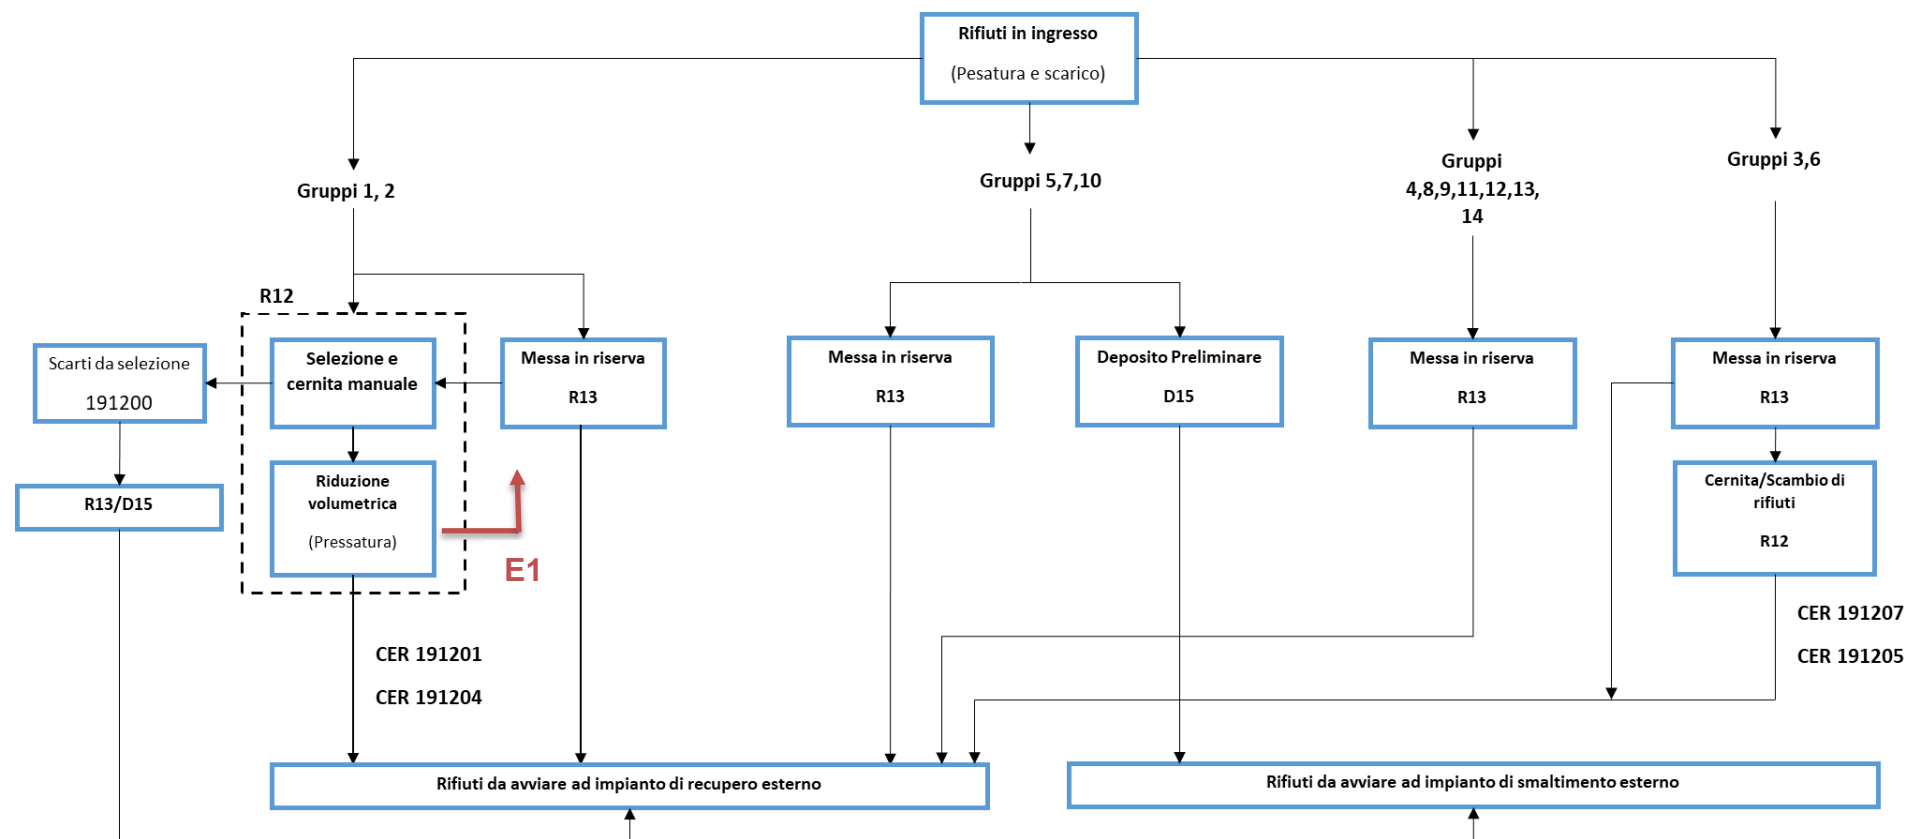 Rifiuti in ingresso
(Pesatura e scarico)
Gruppi 1, 2
Gruppi 5,7,10
Gruppi
4,8,9,11,12,13,
14
Gruppi 3,6
R12
Scarti da selezione
191200
Selezione e
cernita manuale
Messa in riserva
R13
Messa in riserva
R13
Deposito Preliminare
D15
Messa in riserva
R13
Messa in riserva
R13
R13/D15
Riduzione
volumetrica
(Pressatura)
E1
Cernita/Scambio di
rifiuti
R12
CER 191201
CER 191204
CER 191207
CER 191205
Rifiuti da avviare ad impianto di recupero esterno
Rifiuti da avviare ad impianto di smaltimento esterno